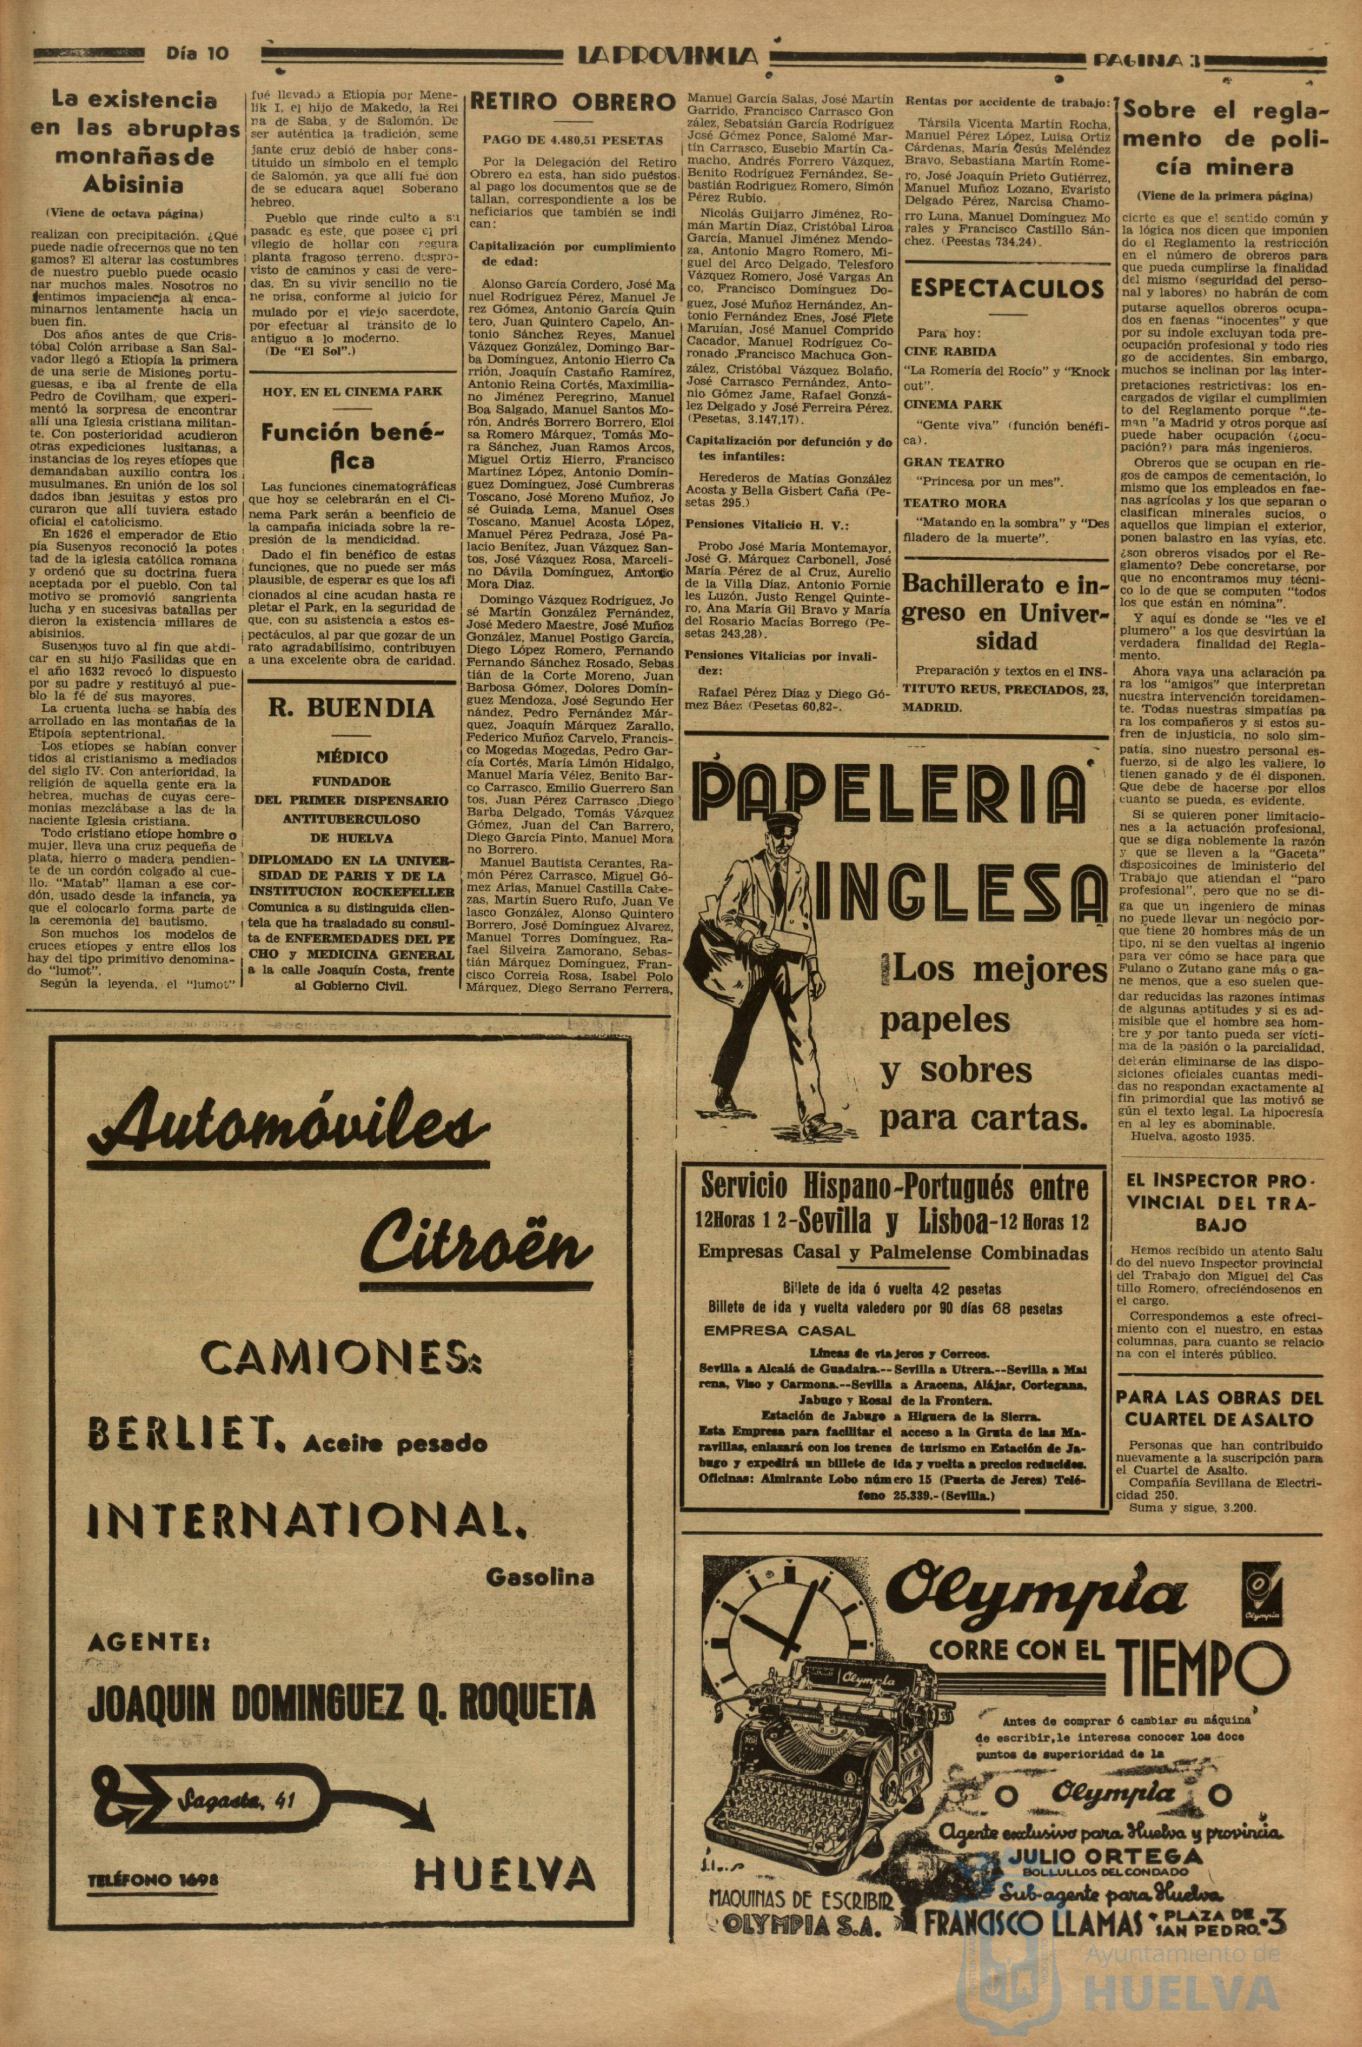 Día 10
LA PROVINCIA
PAGINA 3
La existencia
en las abruptas
montañas de
Abisinia
(Viene de octava página)
realizan con precipitación. ¿Qué
puede nadie ofrecernos que no ten
gamos? El alterar las costumbres
de nuestro pueblo puede ocasio
nar muchos males. Nosotros no
sentimos impaciencia al enca-
minarnos lentamente hacia un
buen fin.
Dos años antes de que Cris-
tóbal Colón arribase a San Sal-
vador llegó a Etiopía la primera
de una serie de Misiones portu-
guesas, e iba al frente de ella
Pedro de Covilham, que experi-
mentó la sorpresa de encontrar
allí una Iglesia cristiana militan-
te. Con posterioridad acudieron
otras expediciones lusitanas, a
instancias de los reyes etíopes que
demandaban auxilio contra los
musulmanes. En unión de los sol
dados iban jesuitas y estos pro
curaron que allí tuviera estado
oficial el catolicismo.
En 1626 el emperador de Etio
pía Susenyos reconoció la potes
tad de la iglesia católica romana
y ordenó que su doctrina fuera
aceptada por el pueblo. Con tal
motivo se promovió sangrienta
lucha y en sucesivas batallas per
dieron la existencia millares de
abisinios.
Susenyos tuvo al fin que abdi-
car en su hijo Fasilidas que en
el año 1632 revocó lo dispuesto
por su padre y restituyó al pue-
blo la fé de sus mayores.
La cruenta lucha se había des
arrollado en las montañas de la
Etipoía septentrional.
Los etíopes se habían conver
tidos al cristianismo a mediados
del siglo IV. Con anterioridad, la
religión de aquella gente era la
hebrea, muchas de cuyas cere-
monias mezclábase a las de la
naciente Iglesia cristiana.
Todo cristiano etíope hombre o
mujer, lleva una cruz pequeña de
plata, hierro o madera pendien-
te de un cordón colgado al cue-
llo. "Matab" llaman a ese cor-
dón, usado desde la infancia, ya
que el colocarlo forma parte de
la ceremonia del bautismo.
Son muchos los modelos de
cruces etíopes y entre ellos los
hay del tipo primitivo denomina-
do "lumot".
Según la leyenda, el "lumot"
fué llevado a Etiopía por Mene-
lik I, el hijo de Makedo, la Rei
na de Saba, y de Salomón. De
ser auténtica la tradición, seme
jante cruz debió de haber cons-
tituído un símbolo en el templo
de Salomón, ya que allí fué don
de se educara aquel Soberano
hebreo.
Pueblo que rinde culto a su
pasado es este, que posee el pri
vilegio de hollar con segura
planta fragoso terreno, despro-
visto de caminos y casi de vere-
das. En su vivir sencillo no tie
ne prisa, conforme al juicio for
mulado por el viejo sacerdote,
por efectuar al tránsito de lo
antiguo a lo moderno.
(De "El Sol".)
HOY, EN EL CINEMA PARK
Función bené-
fica
Las funciones cinematográficas
que hoy se celebrarán en el Ci-
nema Park serán a beenficio de
la campaña iniciada sobre la re-
presión de la mendicidad.
Dado el fin benéfico de estas
funciones, que no puede ser más
plausible, de esperar es que los afi
cionados al cine acudan hasta re
pletar el Park, en la seguridad de
que, con su asistencia a estos es-
pectáculos, al par que gozar de un
rato agradabilísimo, contribuyen
a una excelente obra de caridad.
R. BUENDIA
MÉDICO
FUNDADOR
DEL PRIMER DISPENSARIO
ANTITUBERCULOSO
DE HUELVA
DIPLOMADO EN LA UNIVER-
SIDAD DE PARIS Y DE LA
INSTITUCION ROCKEFELLER
Comunica a su distinguida clien-
tela que ha trasladado su consul-
ta de ENFERMEDADES DEL PE
CHO y MEDICINA GENERAL
a la calle Joaquín Costa, frente
al Gobierno Civil.
RETIRO OBRERO
PAGO DE 4.480,51 PESETAS
Por la Delegación del Retiro
Obrero en esta, han sido puéstos
al pago los documentos que se de
tallan, correspondiente a los be
neficiarios que también se indi
can:
Capitalización por cumplimiento
de edad:
Alonso García Cordero, José Ma
nuel Rodríguez Pérez, Manuel Je
rez Gómez, Antonio García Quin
tero, Juan Quintero Capelo, An-
tonio Sánchez Reyes, Manuel
Vázquez González, Domingo Bar-
ba Domínguez, Antonio Hierro Ca
rrión, Joaquín Castaño Ramírez,
Antonio Reina Cortés, Maximilia-
no Jiménez Peregrino, Manuel
Boa Salgado, Manuel Santos Mo-
rón, Andrés Borrero Borrero, Eloi
sa Romero Márquez, Tomás Mo-
ra Sánchez, Juan Ramos Arcos,
Miguel Ortiz Hierro, Francisco
Martínez López, Antonio Domín-
guez Domínguez, José Cumbreras
Toscano, José Moreno Muñoz, Jo
sé Guiada Lema, Manuel Oses
Toscano, Manuel Acosta López,
Manuel Pérez Pedraza, José Pa-
lacio Benítez, Juan Vázquez San-
tos, José Vázquez Rosa, Marceli-
no Dávila Domínguez, Antonio
Mora Diaz.
Domingo Vázquez Rodríguez, Jo
sé Martín González Fernández,
José Medero Maestre, José Muñoz
González, Manuel Postigo García,
Diego López Romero, Fernando
Fernando Sánchez Rosado, Sebas
tián de la Corte Moreno, Juan
Barbosa Gómez, Dolores Domín-
guez Mendoza, José Segundo Her
nández, Pedro Fernández Már-
quez, Joaquín Márquez Zarallo,
Federico Muñoz Carvelo, Francis-
co Mogedas Mogedas, Pedro Gar-
cía Cortés, María Limón Hidalgo,
Manuel María Vélez, Benito Bar-
co Carrasco, Emilio Guerrero San
tos, Juan Pérez Carrasco ,Diego
Barba Delgado, Tomás Vázquez
Gómez, Juan del Can Barrero,
Diego García Pinto, Manuel Mora
no Borrero.
Manuel Bautista Cerantes, Ra-
món Pérez Carrasco, Miguel Gó-
mez Arias, Manuel Castilla Cabe-
zas, Martín Suero Rufo, Juan Ve
lasco González, Alonso Quintero
Borrero, José Domínguez Alvarez,
Manuel Torres Domínguez, Ra-
fael Silveira Zamorano, Sebas-
tián Márquez Domínguez, Fran-
cisco Correia Rosa, Isabel Polo
Márquez, Diego Serrano Ferrera,
Manuel García Salas, José Martín
Garrido, Francisco Carrasco Gon
zález, Sebatsián García Rodríguez
José Gómez Ponce, Salomé Mar-
tín Carrasco, Eusebio Martín Ca-
macho, Andrés Forrero Vázquez,
Benito Rodríguez Fernández, Se-
bastián Rodríguez Romero, Simón
Pérez Rubio.
Nicolás Guijarro Jiménez, Ro-
mán Martín Díaz, Cristóbal Liroa
García, Manuel Jiménez Mendo-
za, Antonio Magro Romero, Mi-
guel del Arco Delgado, Telesforo
Vázquez Romero, José Vargas An
co, Francisco Domínguez Do-
guez, José Muñoz Hernández, An-
tonio Fernández Enes, José Flete
Maruían, José Manuel Comprido
Cacador, Manuel Rodríguez Co-
ronado ,Francisco Machuca Gon-
zález, Cristóbal Vázquez Bolaño,
José Carrasco Fernández, Anto-
nio Gómez Jame, Rafael Gonzá-
lez Delgado y José Ferreira Pérez.
(Pesetas, 3.147,17).
Capitalización por defunción y do
tes infantiles:
Herederos de Matías González
Acosta y Bella Gisbert Caña (Pe-
setas 295.)
Pensiones Vitalicio H. V.:
Probo José María Montemayor,
José G. Márquez Carbonell, José
María Pérez de al Cruz, Aurelio
de la Villa Díaz, Antonio Fornie
les Luzón, Justo Rengel Quinte-
ro, Ana María Gil Bravo y María
del Rosario Macías Borrego (Pe-
setas 243,28).
Pensiones Vitalicias por invali-
dez:
Rafael Pérez Díaz y Diego Gó-
mez Báez (Pesetas 60,82-.
Rentas por accidente de trabajo:
Társila Vicenta Martín Rocha,
Manuel Pérez López, Luisa Ortiz
Cárdenas, María Jesús Meléndez
Bravo, Sebastiana Martín Rome-
ro, José Joaquín Prieto Gutiérrez,
Manuel Muñoz Lozano, Evaristo
Delgado Pérez, Narcisa Chamo-
rro Luna, Manuel Domínguez Mo
rales y Francisco Castillo Sán-
chez. (Peestas 734,24).
ESPECTACULOS
Para hoy:
CINE RABIDA
"La Romería del Rocío" y "Knock
out".
CINEMA PARK
"Gente viva" (función benéfi-
ca).
GRAN TEATRO
"Princesa por un mes".
TEATRO MORA
"Matando en la sombra" y "Des
filadero de la muerte".
Bachillerato e in-
greso en Univer-
sidad
Preparación y textos en el INS-
TITUTO REUS, PRECIADOS, 23,
MADRID.
PAPELERIA
INGLESA
Los mejores
papeles
y sobres
para cartas.
Servicio Hispano-Portugués entre
12Horas 1 2-Sevilla y Lisboa-12 Horas 12
Empresas Casal y Palmelense Combinadas
Billete de ida ó vuelta 42 pesetas
Billete de ida y vuelta valedero por 90 días 68 pesetas
EMPRESA CASAL
Líneas de viajeros y Correos.
Sevilla a Alcalá de Guadaira.--Sevilla a Utrera.--Sevilla a Mai
rena, Viso y Carmona.--Sevilla a Aracena, Alájar, Cortegana,
Jabugo y Rosal de la Frontera.
Estación de Jabugo a Higuera de la Sierra.
Esta Empresa para facilitar el acceso a la Gruta de las Ma-
ravillas, enlazará con los trenes de turismo en Estación de Ja-
bugo y expedirá un billete de ida y vuelta a precios reducidos.
Oficinas: Almirante Lobo número 15 (Puerta de Jerez) Telé-
fono 25.339.-(Sevilla.)
Sobre el regla-
mento de poli-
cía minera
(Viene de la primera página)
cierto es que el sentido común y
la lógica nos dicen que imponien
do el Reglamento la restricción
en el número de obreros para
que pueda cumplirse la finalidad
del mismo (seguridad del perso-
nal y labores) no habrán de com
putarse aquellos obreros ocupa-
dos en faenas "inocentes" y que
por su índole excluyan toda pre-
ocupación profesional y todo ries
go de accidentes. Sin embargo,
muchos se inclinan por las inter-
pretaciones restrictivas: los en-
cargados de vigilar el cumplimien
to del Reglamento porque ".te-
man "a Madrid y otros porque así
puede haber ocupación (¿ocu-
pación?) para más ingenieros.
Obreros que se ocupan en rie-
gos de campos de cementación, lo
mismo que los empleados en fae-
nas agrícolas y los que separan o
clasifican minerales sucios, o
aquellos que limpian el exterior,
ponen balastro en las vyías, etc.
¿son obreros visados por el Re-
glamento? Debe concretarse, por
que no encontramos muy técni-
co lo de que se computen "todos
los que están en nómina".
Y aquí es donde se "les ve el
plumero" a los que desvirtúan la
verdadera finalidad del Regla-
mento.
Ahora vaya una aclaración pa
ra los "amigos" que interpretan
nuestra intervención torcidamen-
te. Todas nuestras simpatías pa
ra los compañeros y si estos su-
fren de injusticia, no solo sim-
patía, sino nuestro personal es-
fuerzo, si de algo les valiere, lo
tienen ganado y de él disponen.
Que debe de hacerse por ellos
cuanto se pueda, es evidente.
Si se quieren poner limitacio-
nes a la actuación profesional,
que se diga noblemente la razón
y que se lleven a la "Gaceta"
disposicoines de lministerio del
Trabajo que atiendan el "paro
profesional", pero que no se di-
ga que un ingeniero de minas
no puede llevar un negócio por-
que tiene 20 hombres más de un
tipo, ni se den vueltas al ingenio
para ver cómo se hace para que
Fulano o Zutano gane más o ga-
ne menos, que a eso suelen que-
dar reducidas las razones íntimas
de algunas aptitudes y si es ad-
misible que el hombre sea hom-
bre y por tanto pueda ser vícti-
ma de la pasión o la parcialidad,
deberán eliminarse de las dispo-
siciones oficiales cuantas medi-
das no respondan exactamente al
fin primordial que las motivó se
gún el texto legal. La hipocresía
en al ley es abominable.
Huelva, agosto 1935.
EL INSPECTOR PRO-
VINCIAL DEL TRA-
BAJO
Hemos recibido un atento Salu
do del nuevo Inspector provincial
del Trabajo don Miguel del Cas
tillo Romero, ofreciéndosenos en
el cargo.
Correspondemos a este ofreci-
miento con el nuestro, en estas
columnas, para cuanto se relacio
na con el interés público.
PARA LAS OBRAS DEL
CUARTEL DE ASALTO
Personas que han contribuido
nuevamente a la suscripción para
el Cuartel de Asalto.
Compañía Sevillana de Electri-
cidad 250.
Suma y sigue, 3.200.
Automóviles
Citroën
CAMIONES:
BERLIET. Aceite pesado
INTERNATIONAL.
Gasolina
AGENTE:
JOAQUIN DOMINGUEZ Q. ROQUETA
Sagasta, 41
TELÉFONO 1698
HUELVA
Olympia
Olympia
CORRE CON EL TIEMPO
Olympia
Antes de comprar ó cambiar su máquina
de escribir, le interesa conocer los doce
puntos de superioridad de la
Olympia
Agente exclusivo para Huelva y provincia
JULIO ORTEGA
BOLLULLOS DEL CONDADO
Sub-agente para Huelva
FRANCISCO LLAMAS - PLAZA DE SAN PEDRO. 3
MAQUINAS DE ESCRIBIR
OLYMPIA S.A.
Ayuntamiento de
HUELVA